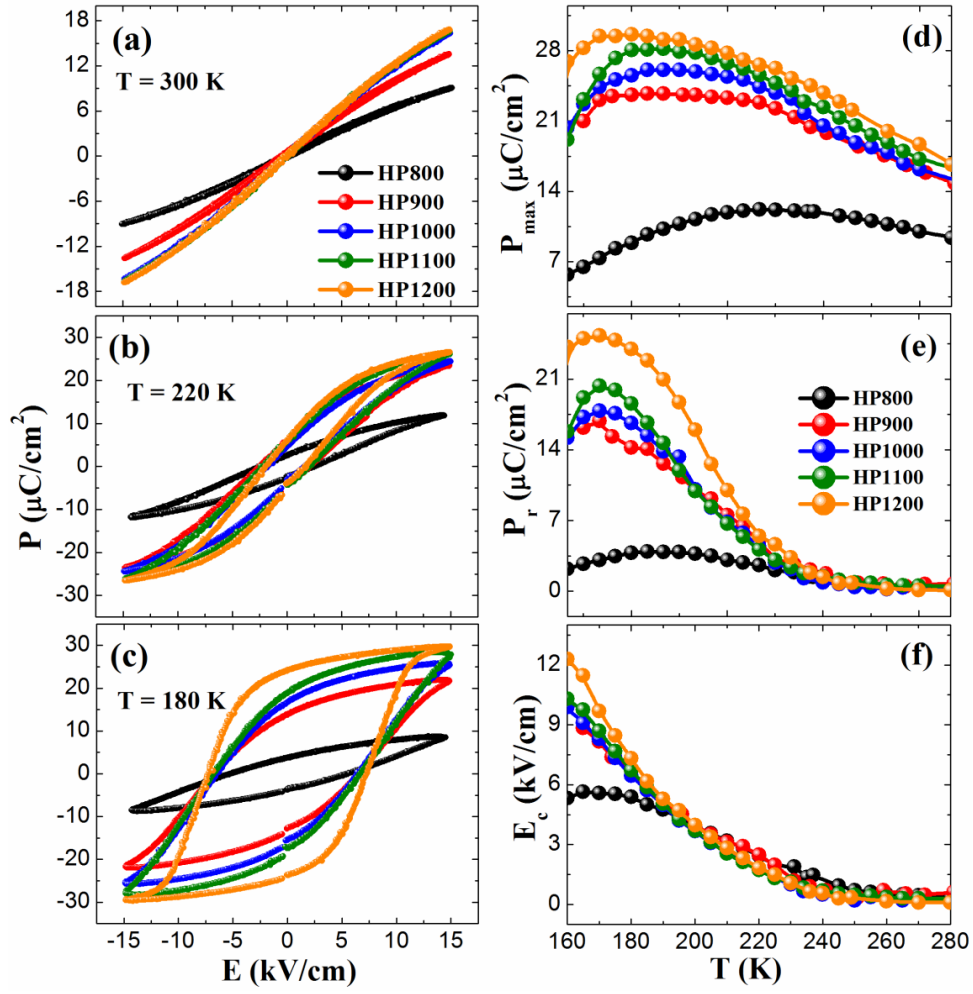 (a)
T = 300 K
18
12
6
0
-6
-12
-18
HP800
HP900
HP1000
HP1100
HP1200
(b)
T = 220 K
30
20
10
0
-10
-20
-30
P (μC/cm²)
(c)
T = 180 K
30
20
10
0
-10
-20
-30
-15 -10 -5 0 5 10 15
E (kV/cm)
(d)
28
21
14
7
P_max (μC/cm²)
(e)
21
14
7
0
P_r (μC/cm²)
HP800
HP900
HP1000
HP1100
HP1200
(f)
12
9
6
3
0
E_c (kV/cm)
160 180 200 220 240 260 280
T (K)